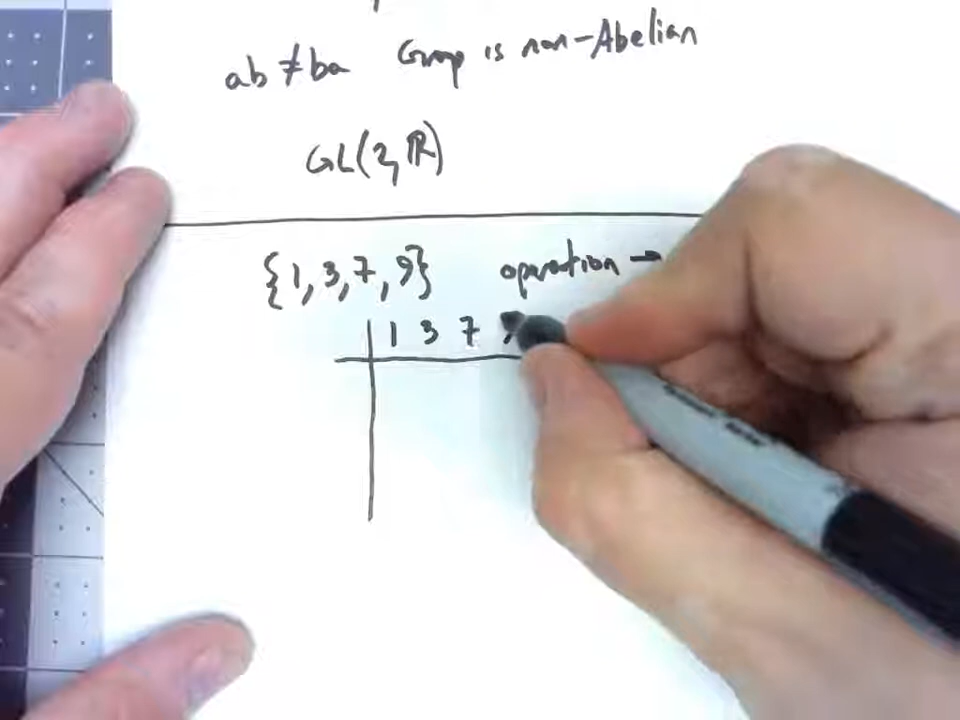 ab ≠ ba Group is non-Abelian
GL(2, ℝ)
{1, 3, 7, 9} operation →
1 3 7